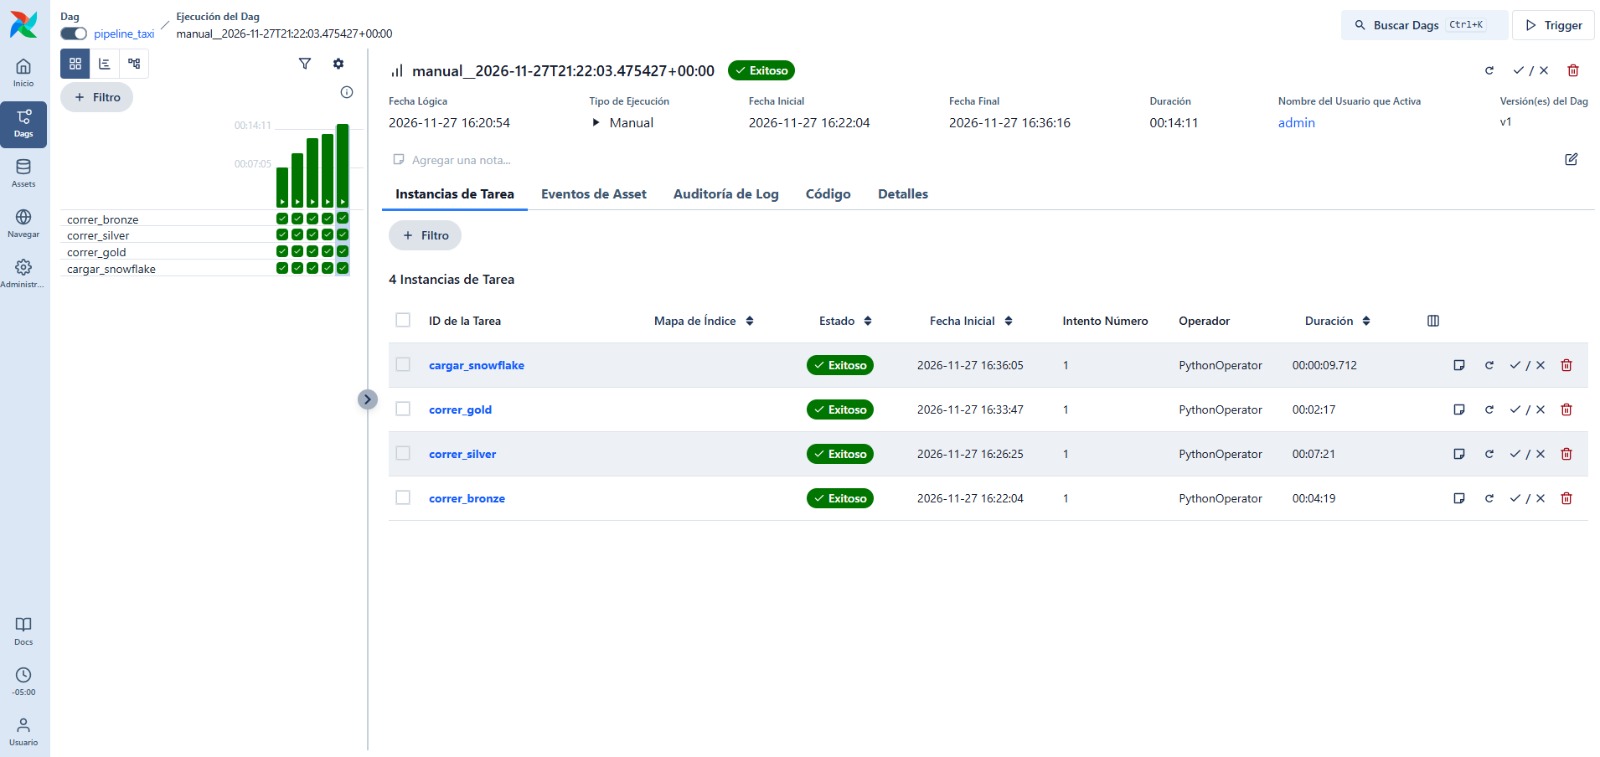 Dag
pipeline_taxi
Ejecución del Dag
manual__2026-11-27T21:22:03.475427+00:00
Buscar Dags Ctrl+K
Trigger
Inicio
Dags
Assets
Navegar
Administr...
Docs
-05:00
Usuario
Filtro
00:14:11
00:07:05
correr_bronze
correr_silver
correr_gold
cargar_snowflake
manual__2026-11-27T21:22:03.475427+00:00 Exitoso
/
Fecha Lógica Tipo de Ejecución Fecha Inicial Fecha Final Duración Nombre del Usuario que Activa Versión(es) del Dag
2026-11-27 16:20:54 Manual 2026-11-27 16:22:04 2026-11-27 16:36:16 00:14:11 admin v1
Agregar una nota...
Instancias de Tarea Eventos de Asset Auditoría de Log Código Detalles
Filtro
4 Instancias de Tarea
ID de la Tarea Mapa de Índice Estado Fecha Inicial Intento Número Operador Duración
cargar_snowflake Exitoso 2026-11-27 16:36:05 1 PythonOperator 00:00:09.712 /
correr_gold Exitoso 2026-11-27 16:33:47 1 PythonOperator 00:02:17 /
correr_silver Exitoso 2026-11-27 16:26:25 1 PythonOperator 00:07:21 /
correr_bronze Exitoso 2026-11-27 16:22:04 1 PythonOperator 00:04:19 /